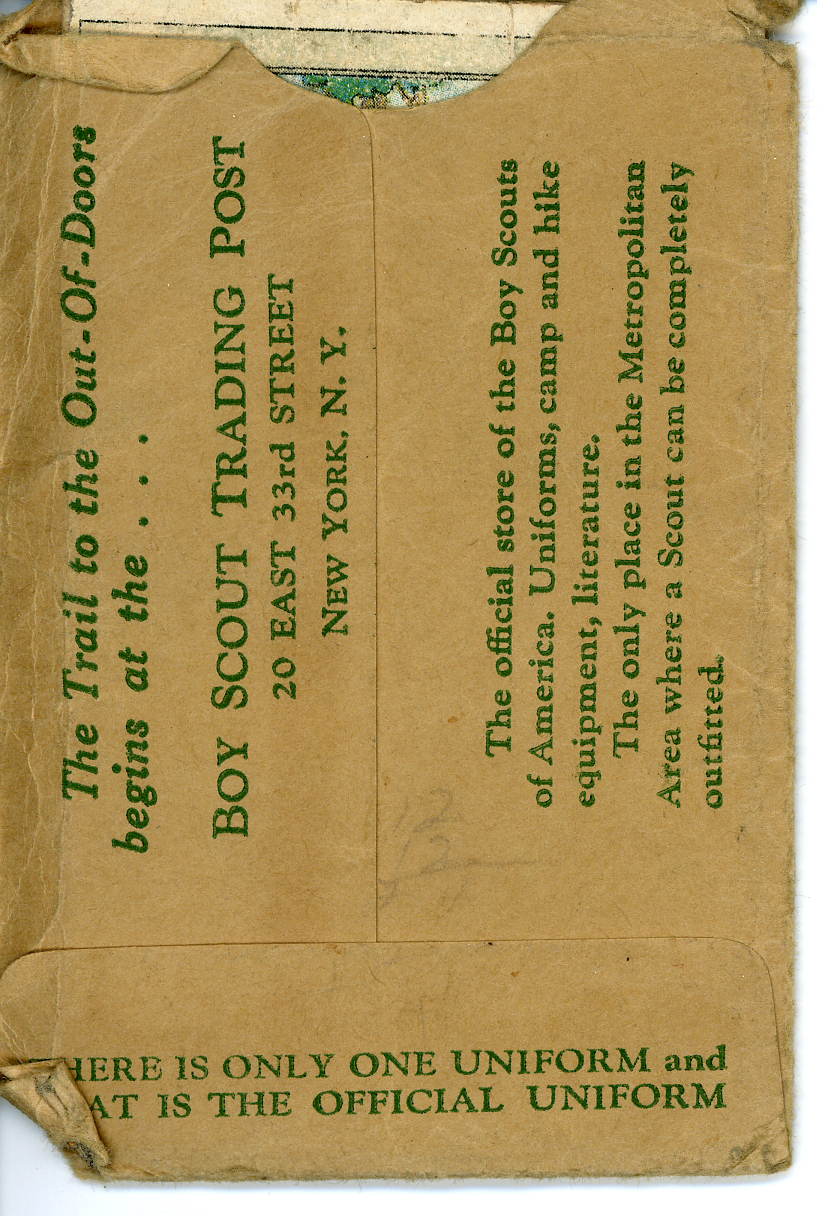 The Trail to the Out-Of-Doors
begins at the . . . .
BOY SCOUT TRADING POST
20 EAST 33rd STREET
NEW YORK, N. Y.
The official store of the Boy Scouts
of America. Uniforms, camp and hike
equipment, literature.
The only place in the Metropolitan
Area where a Scout can be completely
outfitted.
HERE IS ONLY ONE UNIFORM and
AT IS THE OFFICIAL UNIFORM